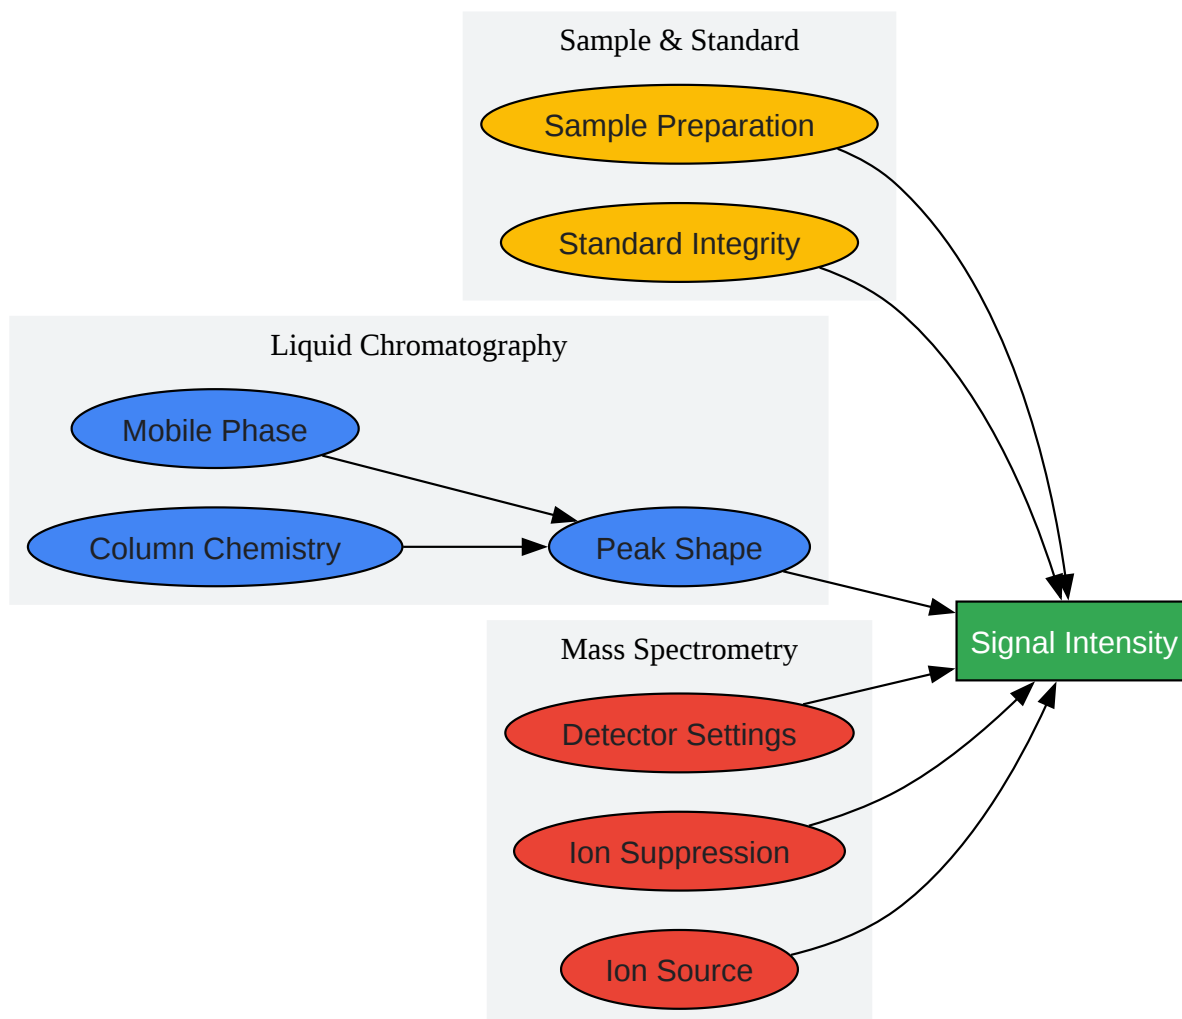 Sample & Standard
Sample Preparation
Standard Integrity
Liquid Chromatography
Mobile Phase
Column Chemistry
Peak Shape
Signal Intensity
Mass Spectrometry
Detector Settings
Ion Suppression
Ion Source